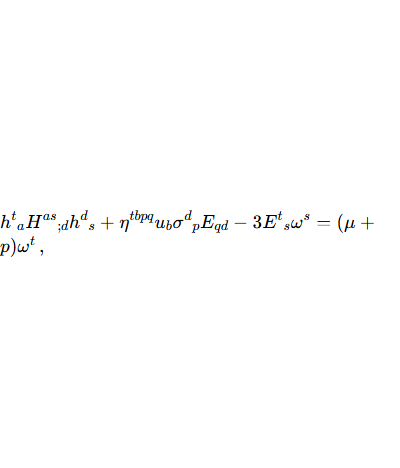 $h^t{}_a H^{as}{}_{;d} h^d{}_s + \eta^{tbpq} u_b \sigma^d{}_p E_{qd} - 3E^t{}_s \omega^s = (\mu +$
$p)\omega^t \,,$